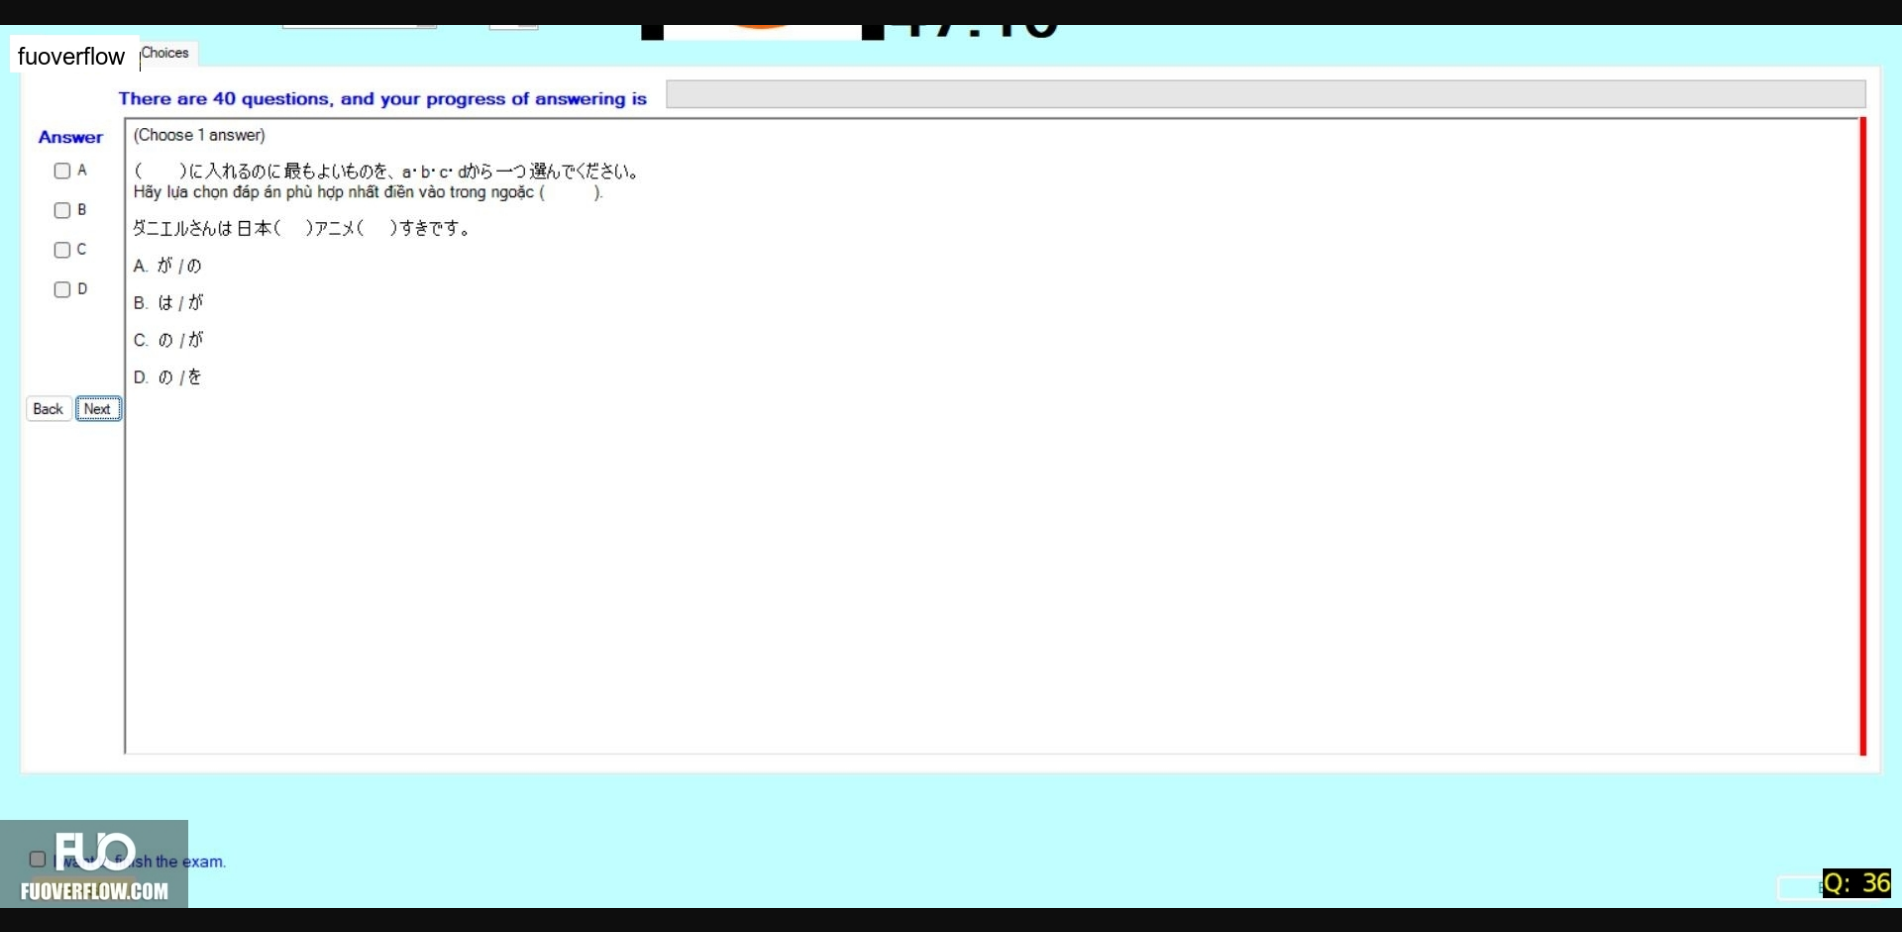 fuoverflow
Choices
There are 40 questions, and your progress of answering is
Answer
(Choose 1 answer)
A
B
C
D
(　　)に入れるのに最もよいものを、a・b・c・dから一つ選んでください。
Hãy lựa chọn đáp án phù hợp nhất điền vào trong ngoặc (　　).
ダニエルさんは日本(　)アニメ(　)すきです。
A. が / の
B. は / が
C. の / が
D. の / を
Back
Next
FUO
finish the exam.
FUOVERFLOW.COM
Q: 36